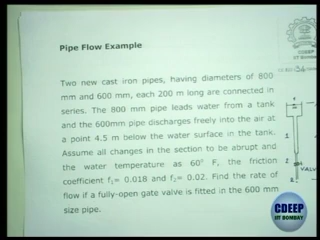 Pipe Flow Example
CDEEP
IIT Bombay
Two new cast iron pipes, having diameters of 800
mm and 600 mm, each 200 m long are connected in
series. The 800 mm pipe leads water from a tank
and the 600mm pipe discharges freely into the air at
a point 4.5 m below the water surface in the tank.
Assume all changes in the section to be abrupt and
the water temperature as 60° F, the friction
coefficient f₁= 0.018 and f₂= 0.02. Find the rate of
flow if a fully-open gate valve is fitted in the 600 mm
size pipe.
1
2
VALV
CDEEP
IIT BOMBAY